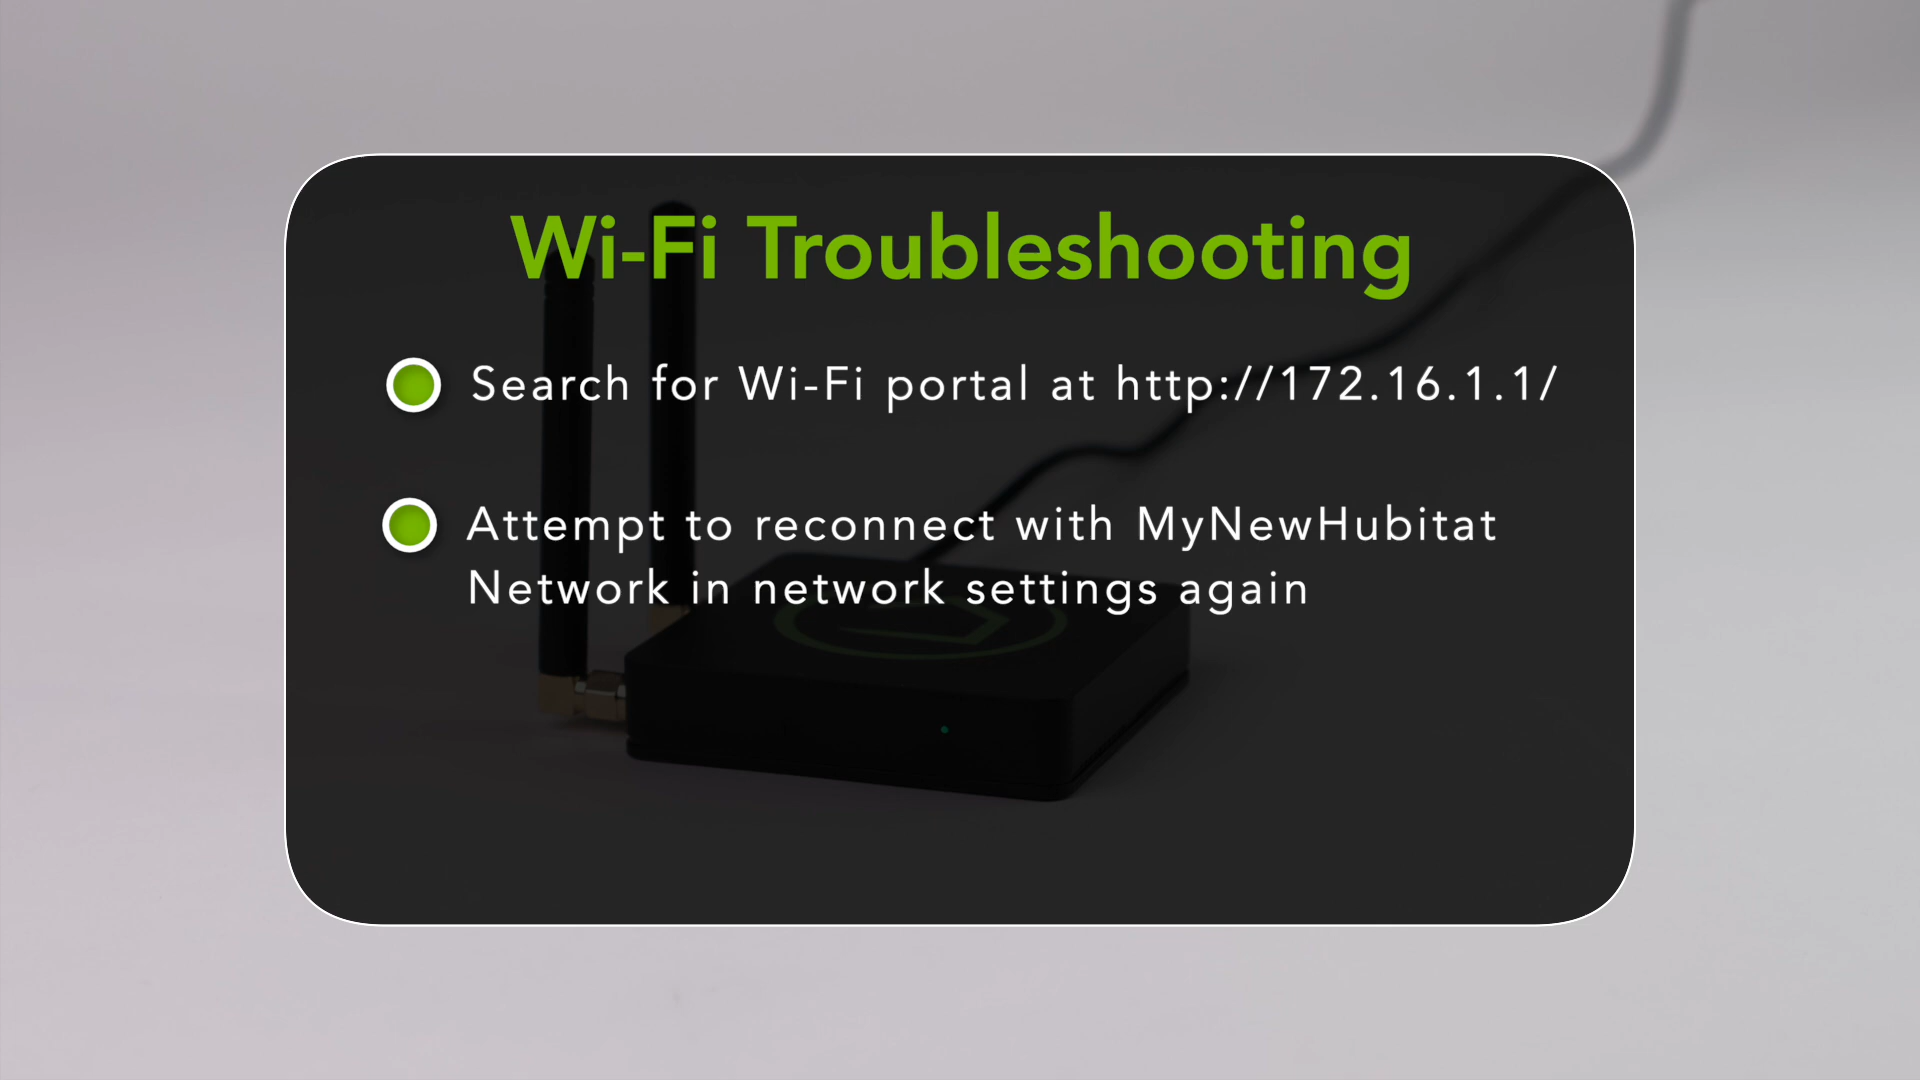 Wi-Fi Troubleshooting
Search for Wi-Fi portal at http://172.16.1.1/
Attempt to reconnect with MyNewHubitat
Network in network settings again